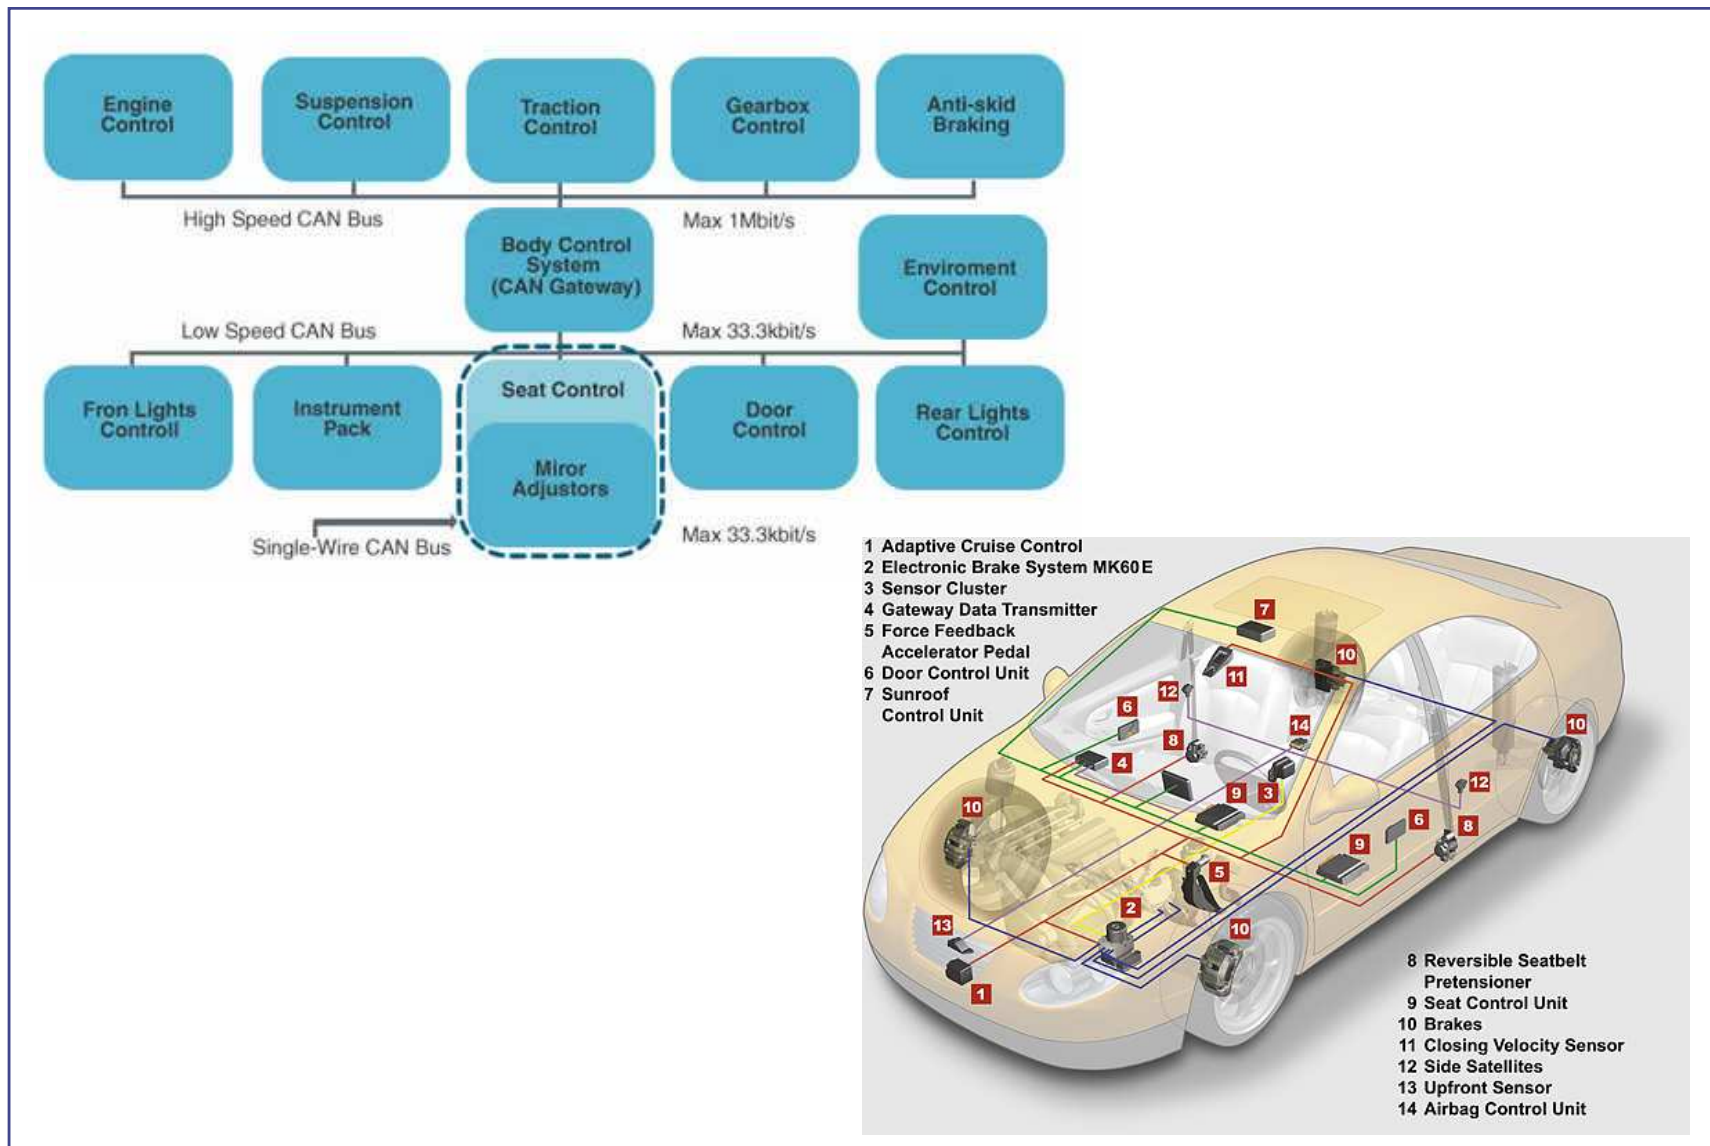 Engine
Control
Suspension
Control
Traction
Control
Gearbox
Control
Anti-skid
Braking
High Speed CAN Bus
Max 1Mbit/s
Body Control
System
(CAN Gateway)
Enviroment
Control
Low Speed CAN Bus
Max 33.3kbit/s
Fron Lights
Controll
Instrument
Pack
Seat Control
Miror
Adjustors
Door
Control
Rear Lights
Control
Single-Wire CAN Bus
Max 33.3kbit/s
1 Adaptive Cruise Control
2 Electronic Brake System MK60E
3 Sensor Cluster
4 Gateway Data Transmitter
5 Force Feedback
Accelerator Pedal
6 Door Control Unit
7 Sunroof
Control Unit
7
10
11
12
6
14
10
8
4
12
9
3
10
6
8
9
5
2
13
10
1
8 Reversible Seatbelt
Pretensioner
9 Seat Control Unit
10 Brakes
11 Closing Velocity Sensor
12 Side Satellites
13 Upfront Sensor
14 Airbag Control Unit